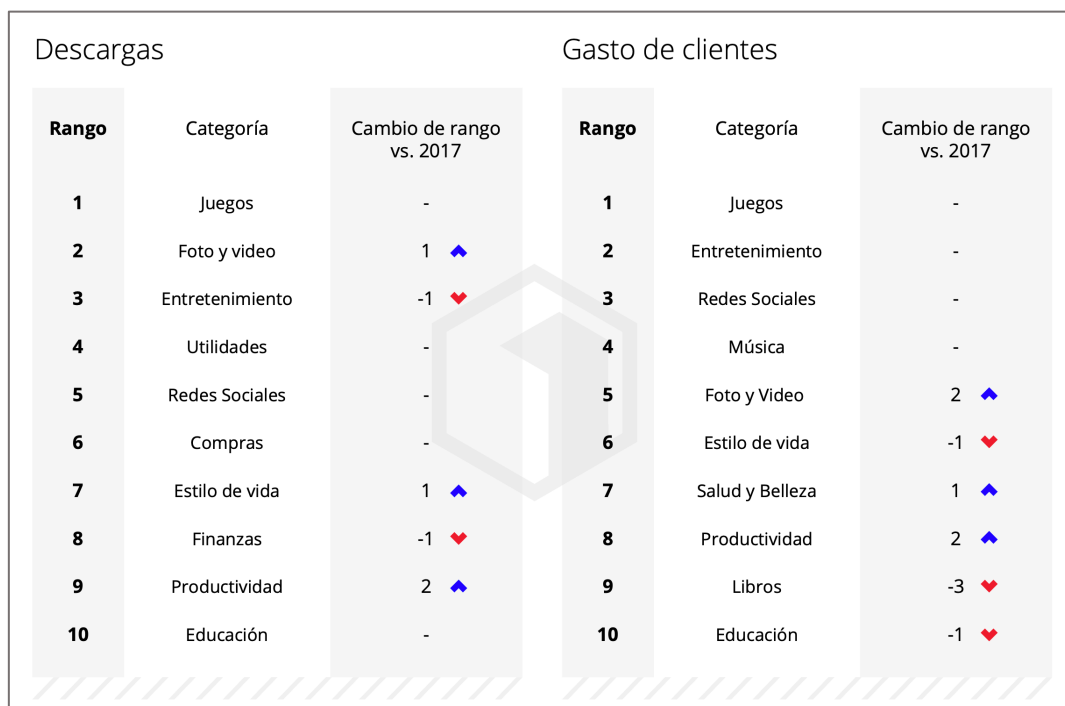 Descargas
Rango Categoría Cambio de rango
vs. 2017
1 Juegos -
2 Foto y video 1
3 Entretenimiento -1
4 Utilidades -
5 Redes Sociales -
6 Compras -
7 Estilo de vida 1
8 Finanzas -1
9 Productividad 2
10 Educación -
Gasto de clientes
Rango Categoría Cambio de rango
vs. 2017
1 Juegos -
2 Entretenimiento -
3 Redes Sociales -
4 Música -
5 Foto y Video 2
6 Estilo de vida -1
7 Salud y Belleza 1
8 Productividad 2
9 Libros -3
10 Educación -1